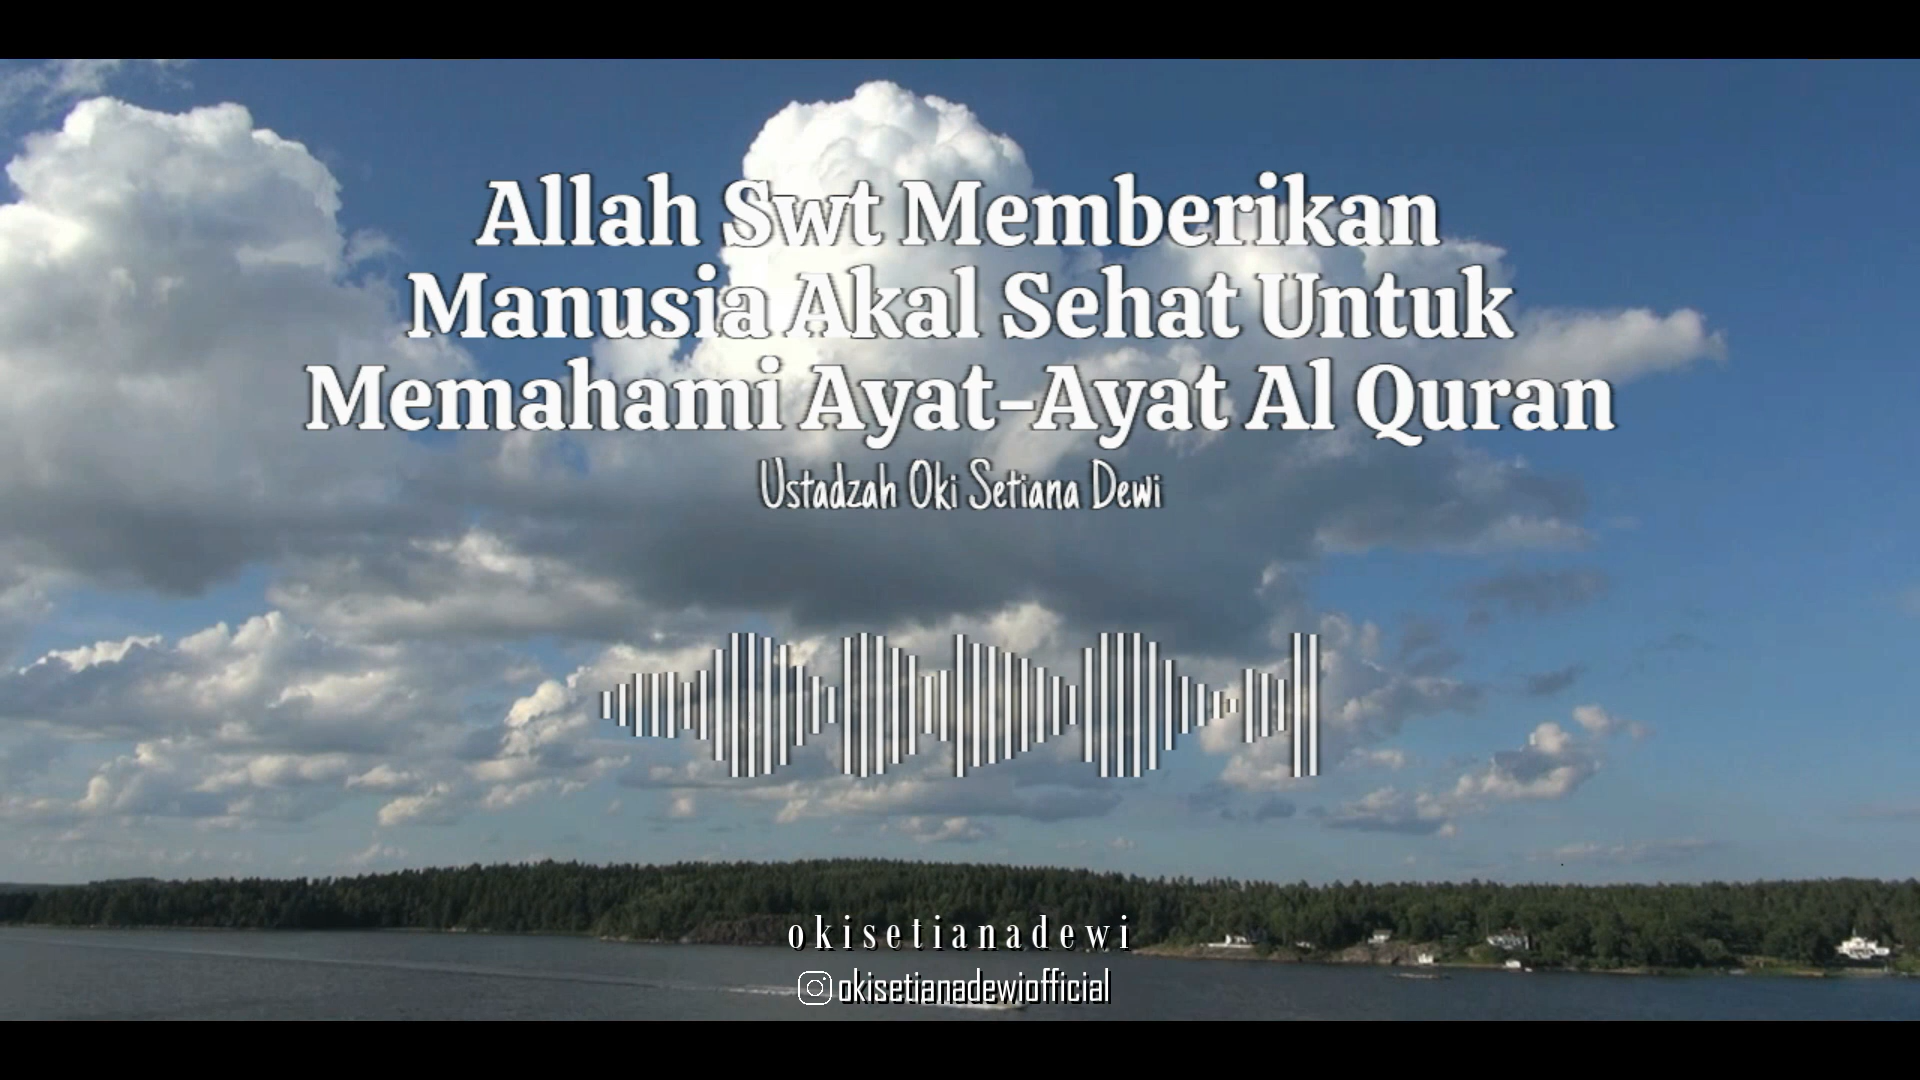 Allah Swt Memberikan
Manusia Akal Sehat Untuk
Memahami Ayat-Ayat Al Quran
Ustadzah Oki Setiana Dewi
okisetianadewi
okisetianadewiofficial